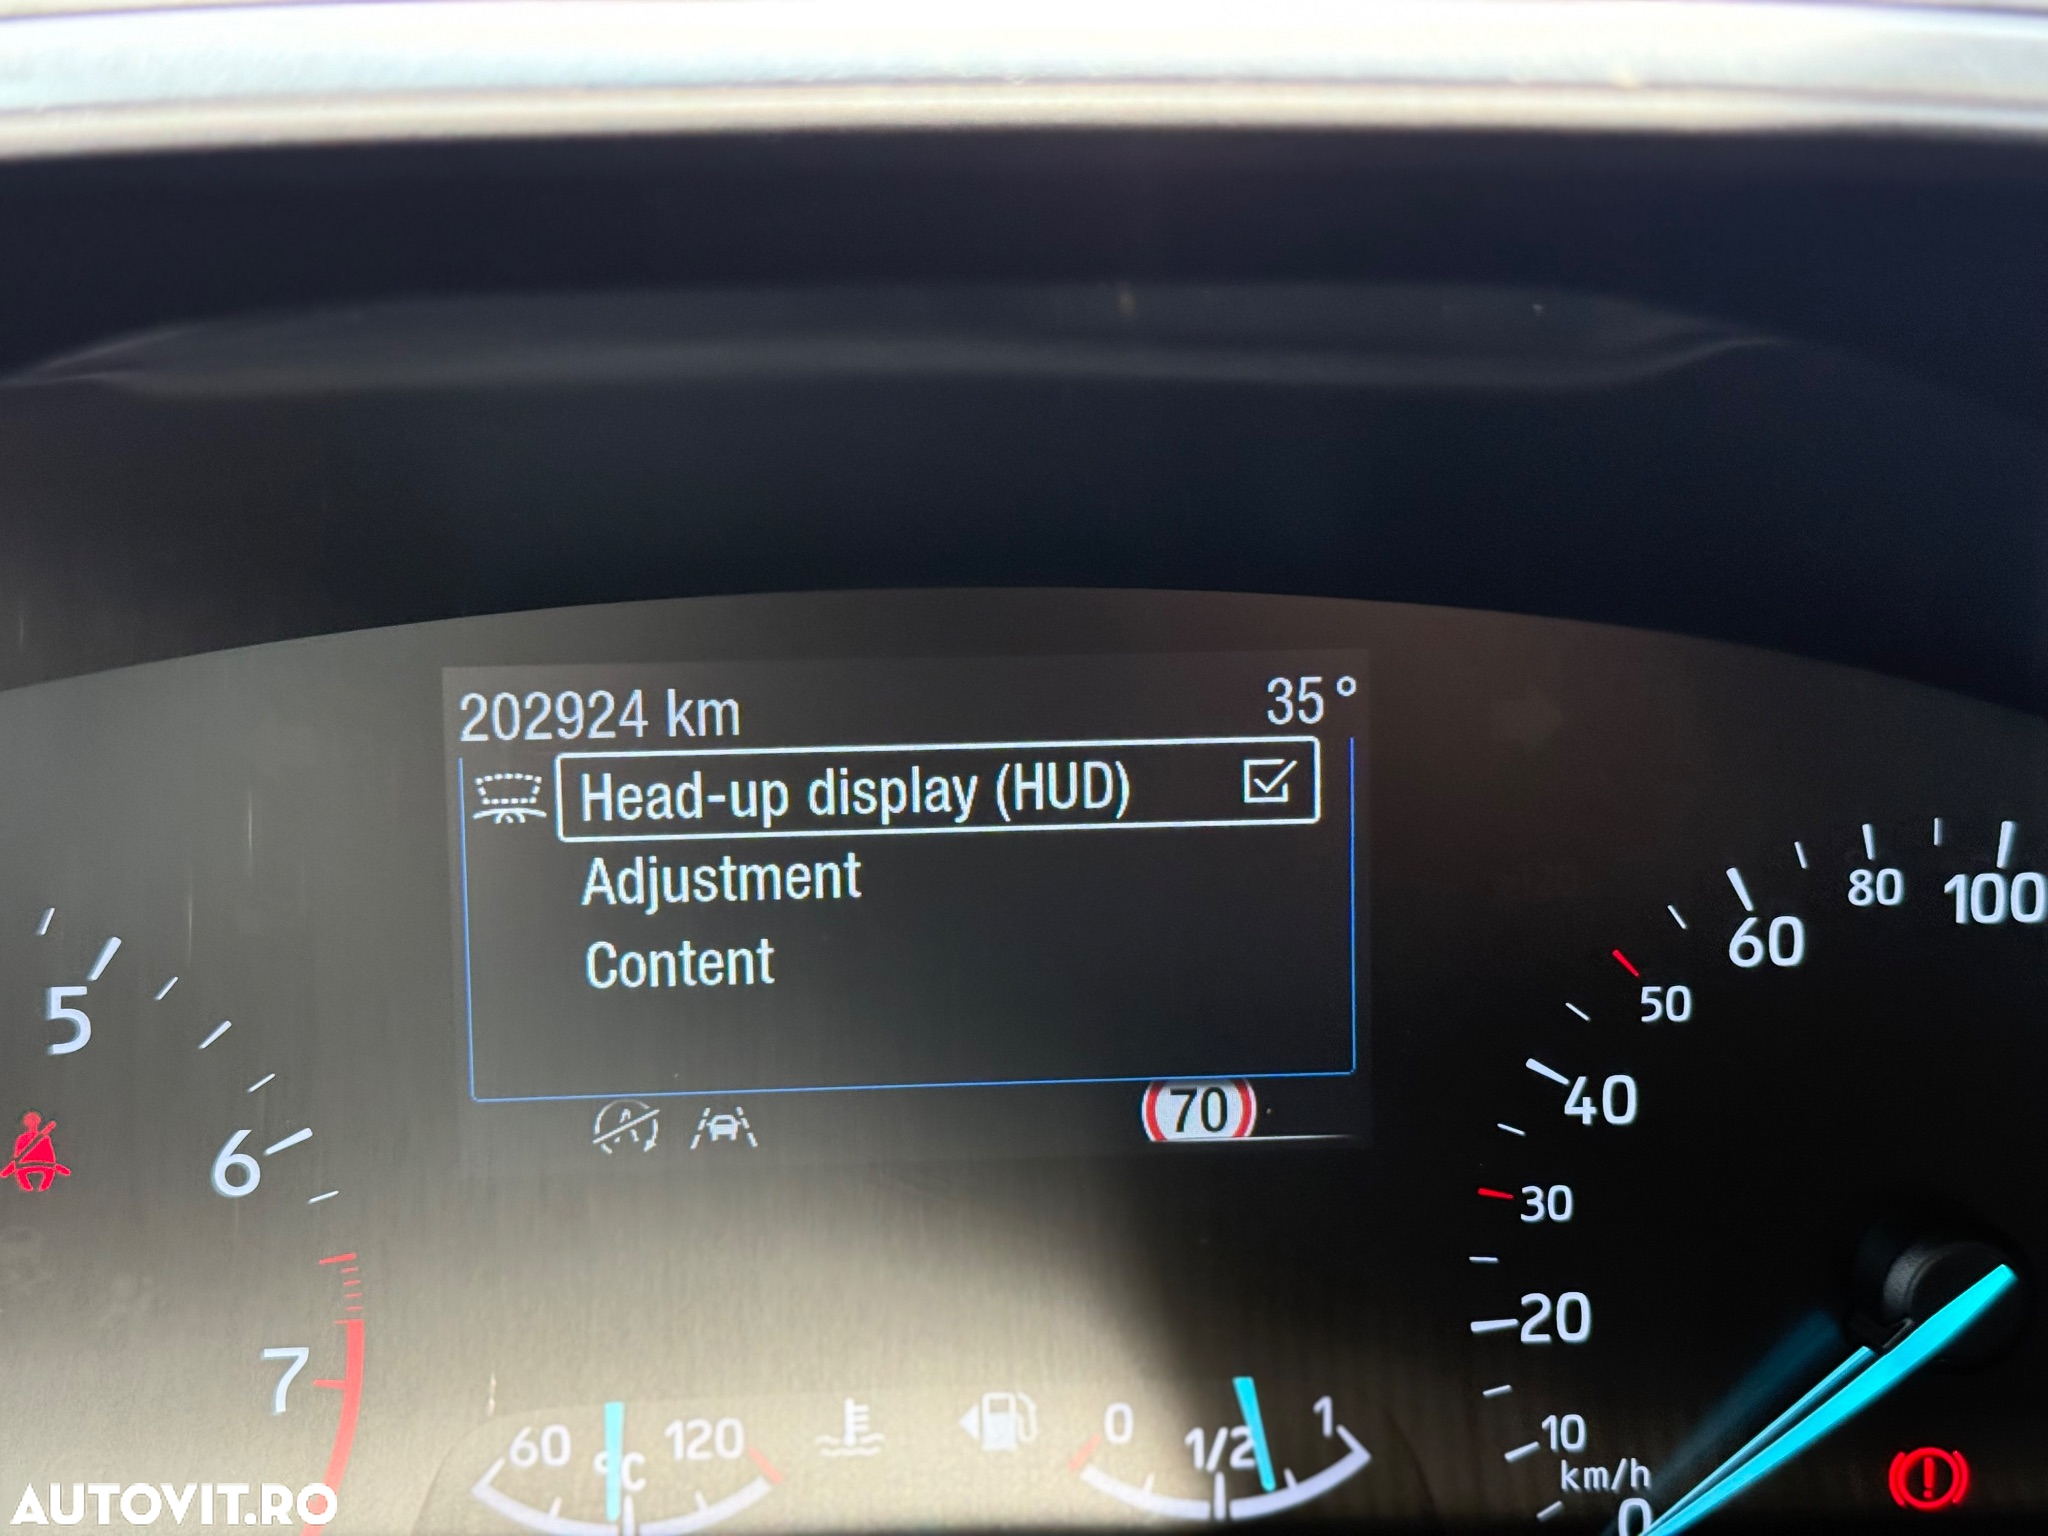 202924 km 35°
Head-up display (HUD)
Adjustment
Content
70
5
6
7
60 °C 120
0 1/2 1
100
80
60
50
40
30
20
10
km/h
0
AUTOVIT.RO